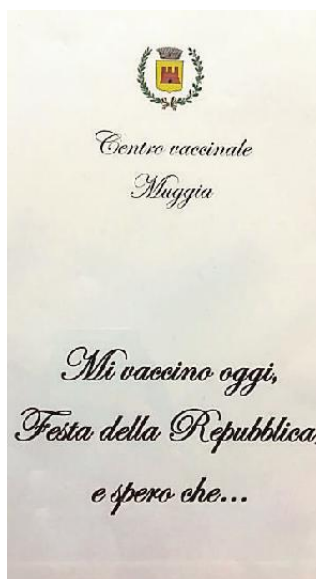 Centro vaccinale
Muggia
Mi vaccino oggi,
Festa della Repubblica,
e spero che...